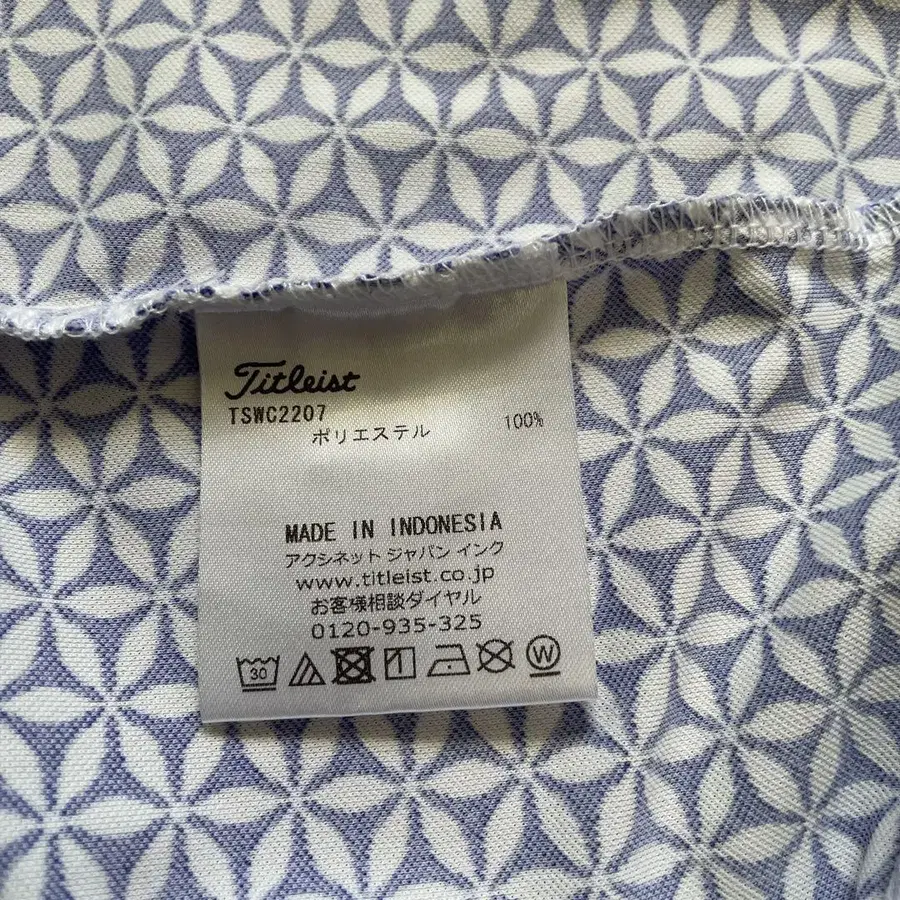 Titleist
TSWC2207
ポリエステル 100%
MADE IN INDONESIA
アクシネット ジャパン インク
www.titleist.co.jp
お客様相談ダイヤル
0120-935-325
30 W